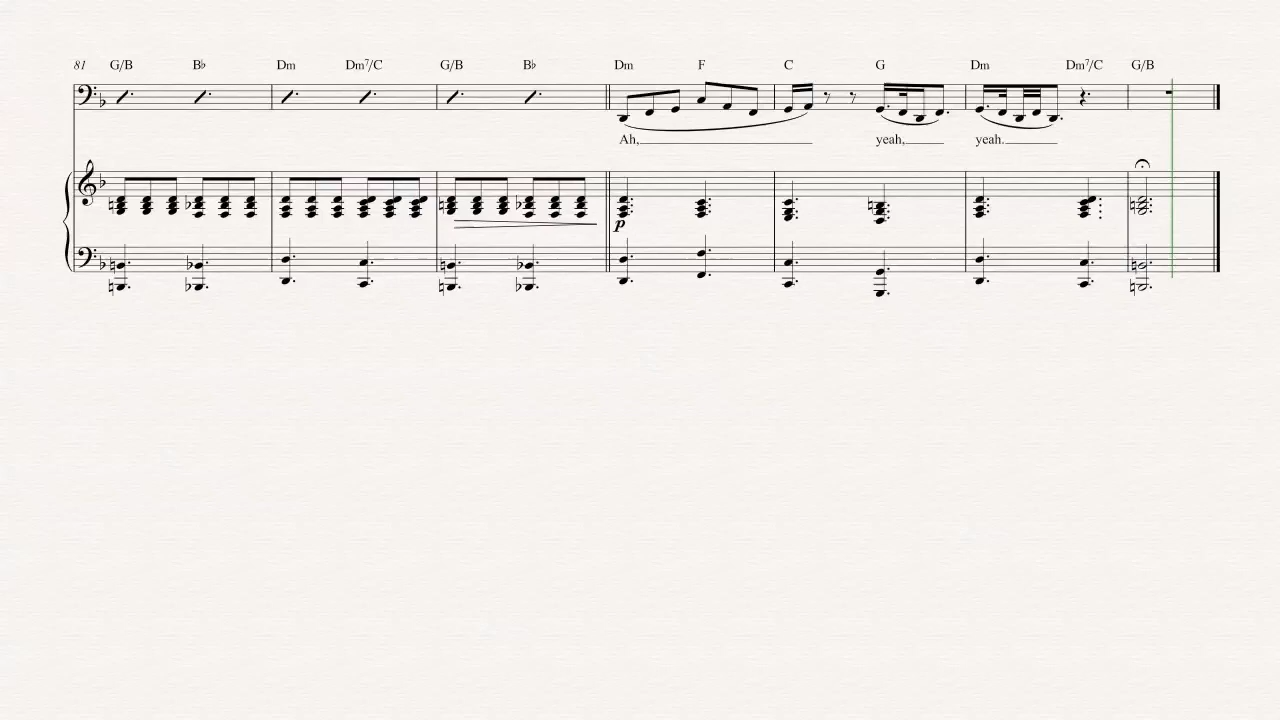 81 G/B B♭ Dm Dm7/C G/B B♭ Dm F C G Dm Dm7/C G/B
Ah, yeah, yeah.
p